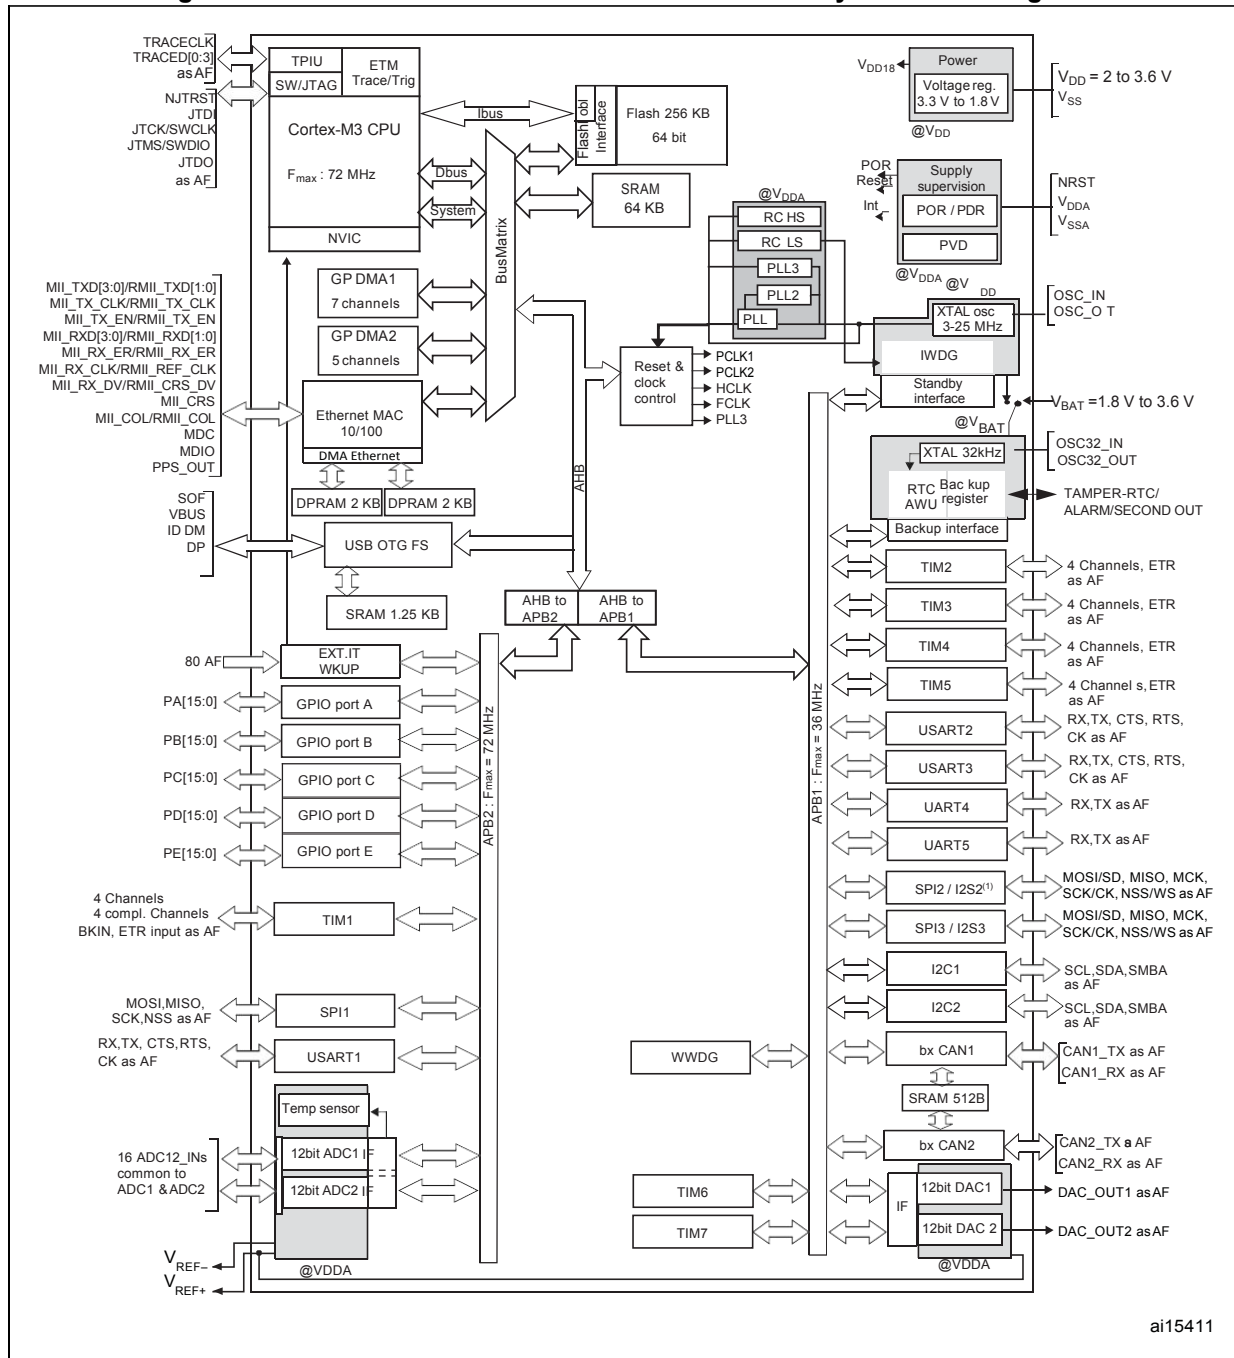 TRACECLK
TRACED[0:3]
as AF
NJTRST
JTDI
JTCK/SWCLK
JTMS/SWDIO
JTDO
as AF
TPIU
ETM
Trace/Trig
SW/JTAG
Cortex-M3 CPU
Fmax : 72 MHz
NVIC
Ibus
Dbus
System
BusMatrix
Flash obl
Interface
Flash 256 KB
64 bit
SRAM
64 KB
VDD18
Power
Voltage reg.
3.3 V to 1.8 V
@VDD
VDD = 2 to 3.6 V
VSS
POR
Reset
Int
Supply
supervision
POR / PDR
PVD
@VDDA
NRST
VDDA
VSSA
@VDDA
RC HS
RC LS
PLL3
PLL2
PLL
@V
DD
XTAL osc
3-25 MHz
IWDG
Standby
interface
OSC_IN
OSC_O T
GP DMA1
7 channels
GP DMA2
5 channels
MII_TXD[3:0]/RMII_TXD[1:0]
MII_TX_CLK/RMII_TX_CLK
MII_TX_EN/RMII_TX_EN
MII_RXD[3:0]/RMII_RXD[1:0]
MII_RX_ER/RMII_RX_ER
MII_RX_CLK/RMII_REF_CLK
MII_RX_DV/RMII_CRS_DV
MII_CRS
MII_COL/RMII_COL
MDC
MDIO
PPS_OUT
Ethernet MAC
10/100
DMA Ethernet
DPRAM 2 KB
DPRAM 2 KB
Reset &
clock
control
PCLK1
PCLK2
HCLK
FCLK
PLL3
VBAT =1.8 V to 3.6 V
@VBAT
XTAL 32kHz
RTC
AWU
Bac kup
register
Backup interface
OSC32_IN
OSC32_OUT
TAMPER-RTC/
ALARM/SECOND OUT
AHB
SOF
VBUS
ID DM
DP
USB OTG FS
SRAM 1.25 KB
AHB to
APB2
AHB to
APB1
80 AF
EXT.IT
WKUP
PA[15:0]
GPIO port A
PB[15:0]
GPIO port B
PC[15:0]
GPIO port C
PD[15:0]
GPIO port D
PE[15:0]
GPIO port E
4 Channels
4 compl. Channels
BKIN, ETR input as AF
TIM1
MOSI,MISO,
SCK,NSS as AF
SPI1
RX,TX, CTS,RTS,
CK as AF
USART1
Temp sensor
16 ADC12_INs
common to
ADC1 & ADC2
12bit ADC1 IF
12bit ADC2 IF
@VDDA
VREF–
VREF+
APB2 : Fmax = 72 MHz
APB1 : Fmax = 36 MHz
WWDG
TIM6
TIM7
TIM2
4 Channels, ETR
as AF
TIM3
4 Channels, ETR
as AF
TIM4
4 Channels, ETR
as AF
TIM5
4 Channel s, ETR
as AF
USART2
RX,TX, CTS, RTS,
CK as AF
USART3
RX,TX, CTS, RTS,
CK as AF
UART4
RX,TX as AF
UART5
RX,TX as AF
SPI2 / I2S2(1)
MOSI/SD, MISO, MCK,
SCK/CK, NSS/WS as AF
SPI3 / I2S3
MOSI/SD, MISO, MCK,
SCK/CK, NSS/WS as AF
I2C1
SCL,SDA,SMBA
as AF
I2C2
SCL,SDA,SMBA
as AF
bx CAN1
CAN1_TX as AF
CAN1_RX as AF
SRAM 512B
bx CAN2
CAN2_TX a AF
CAN2_RX as AF
IF
12bit DAC1
DAC_OUT1 as AF
12bit DAC 2
DAC_OUT2 as AF
@VDDA
ai15411